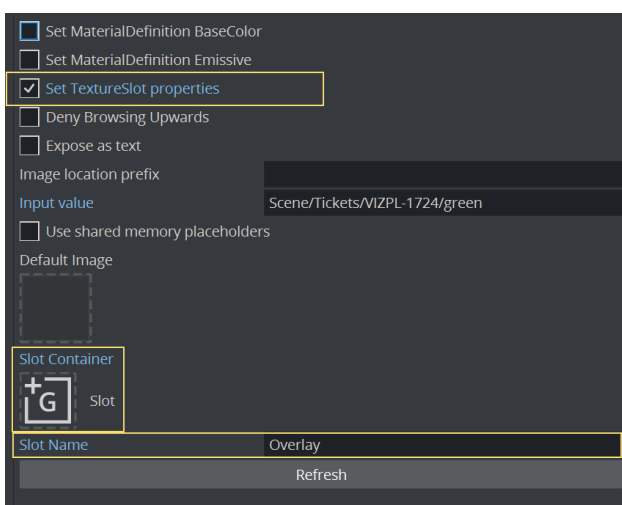 Set MaterialDefinition BaseColor
Set MaterialDefinition Emissive
Set TextureSlot properties
Deny Browsing Upwards
Expose as text
Image location prefix
Input value Scene/Tickets/VIZPL-1724/green
Use shared memory placeholders
Default Image
Slot Container
G Slot
Slot Name Overlay
Refresh